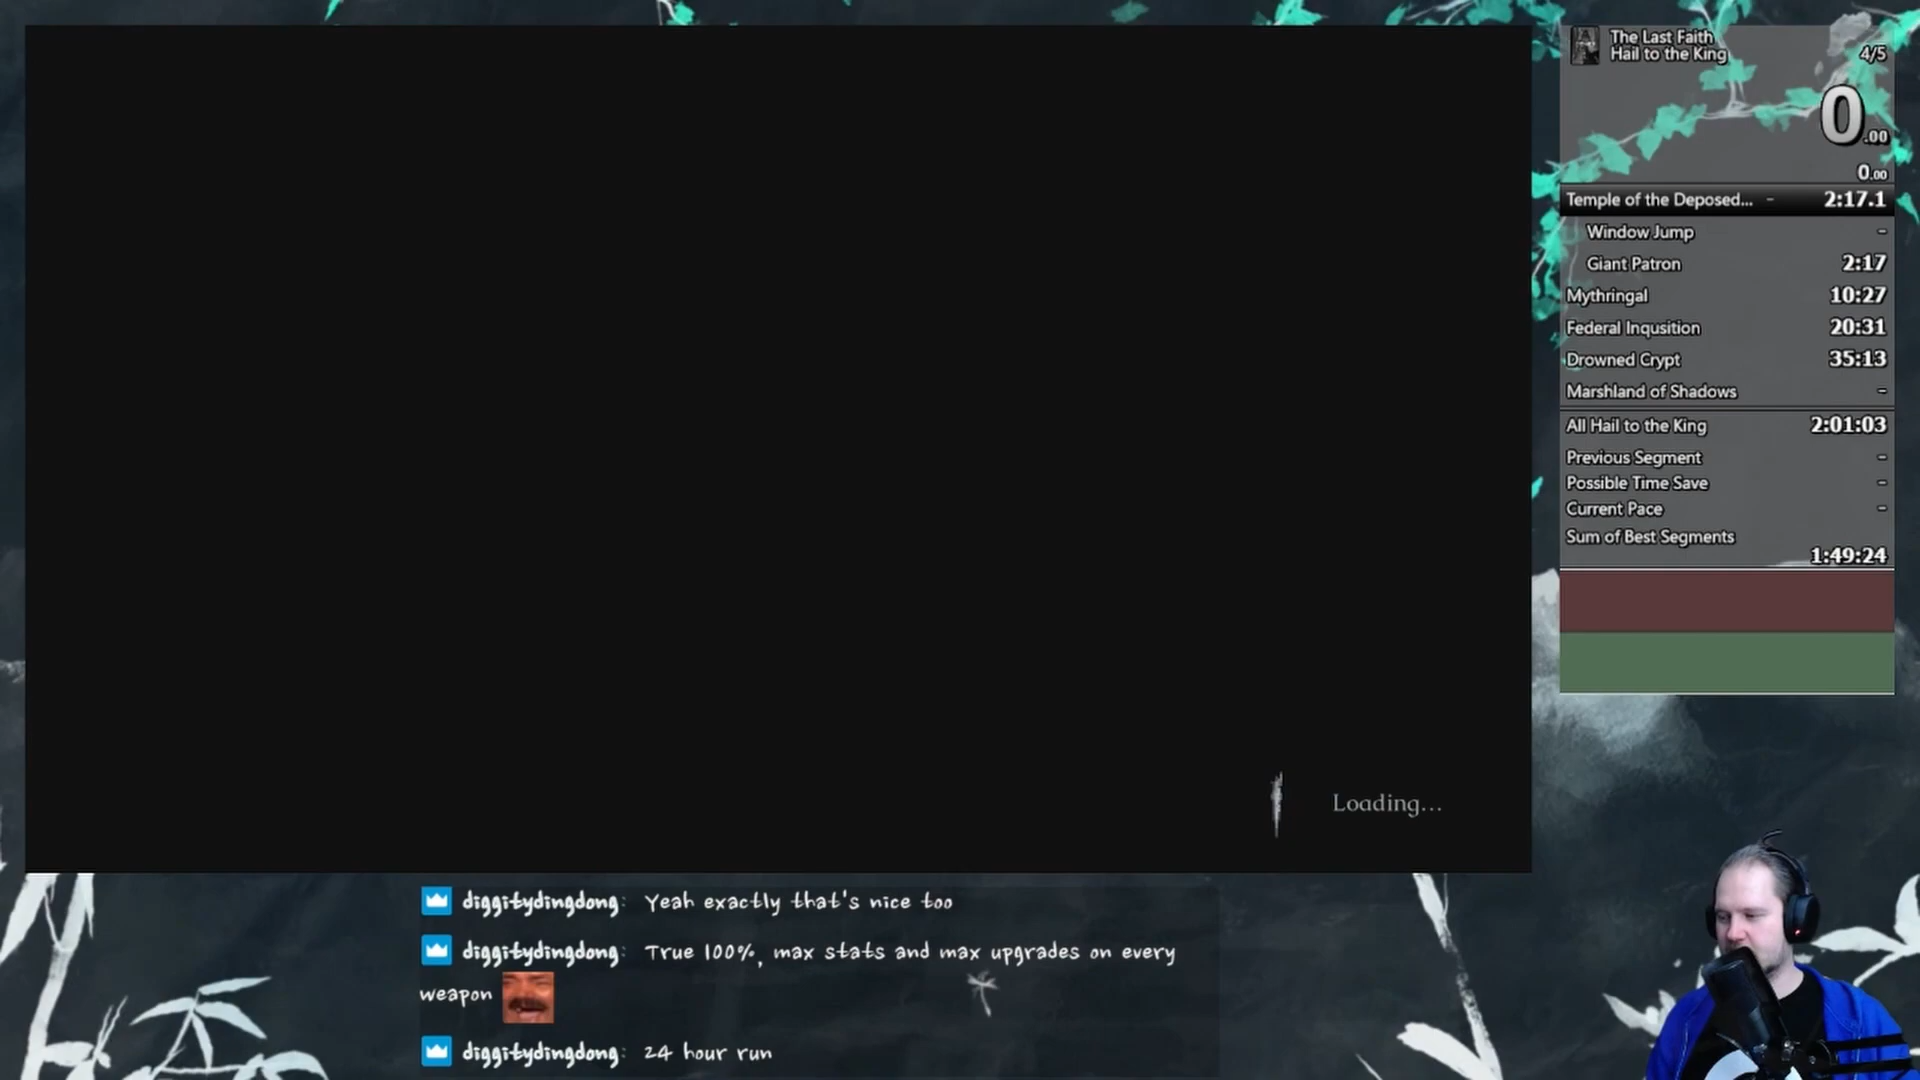 The Last Faith
Hail to the King
4/5
0.00
0.00
Temple of the Deposed... - 2:17.1
Window Jump -
Giant Patron 2:17
Mythringal 10:27
Federal Inqusition 20:31
Drowned Crypt 35:13
Marshland of Shadows -
All Hail to the King 2:01:03
Previous Segment -
Possible Time Save -
Current Pace -
Sum of Best Segments
1:49:24
Loading...
diggitydingdong: Yeah exactly that's nice too
diggitydingdong: True 100%, max stats and max upgrades on every
weapon
diggitydingdong: 24 hour run